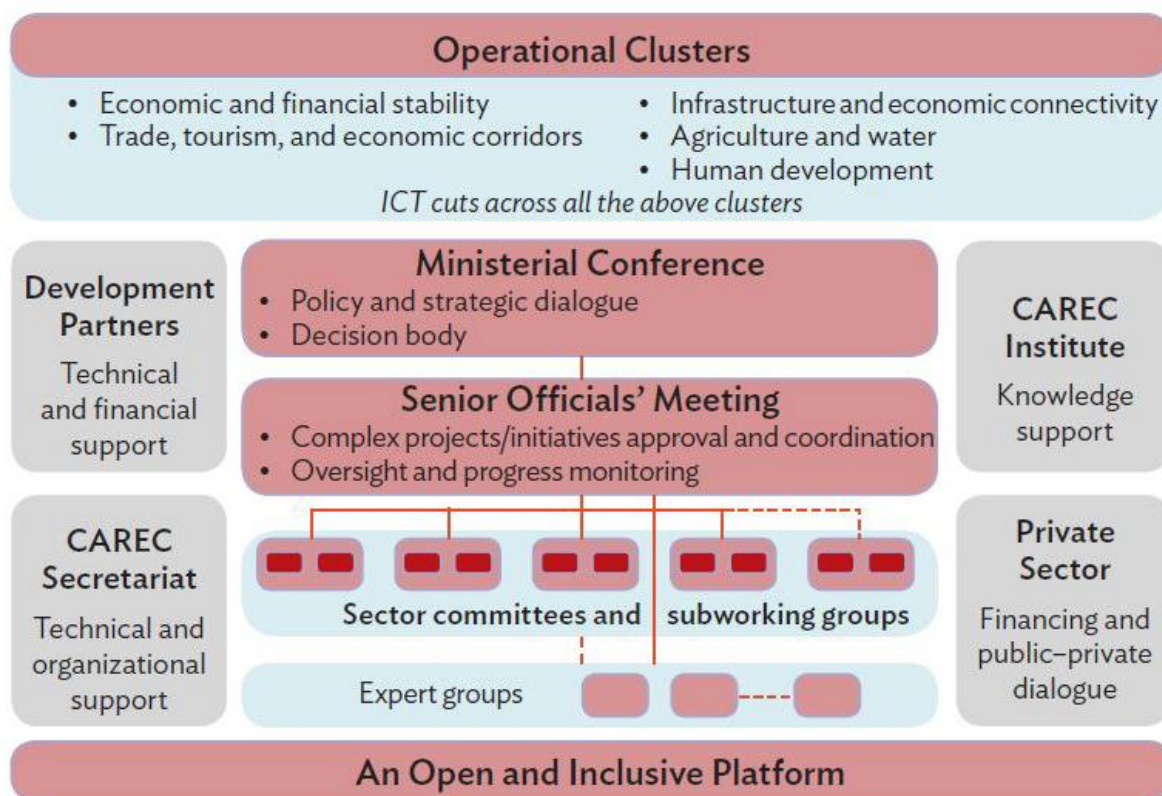 Operational Clusters
• Economic and financial stability
• Trade, tourism, and economic corridors
• Infrastructure and economic connectivity
• Agriculture and water
• Human development
ICT cuts across all the above clusters
Development
Partners
Technical
and financial
support
Ministerial Conference
• Policy and strategic dialogue
• Decision body
Senior Officials’ Meeting
• Complex projects/initiatives approval and coordination
• Oversight and progress monitoring
CAREC
Institute
Knowledge
support
CAREC
Secretariat
Technical and
organizational
support
Sector committees and subworking groups
Expert groups
Private
Sector
Financing and
public–private
dialogue
An Open and Inclusive Platform